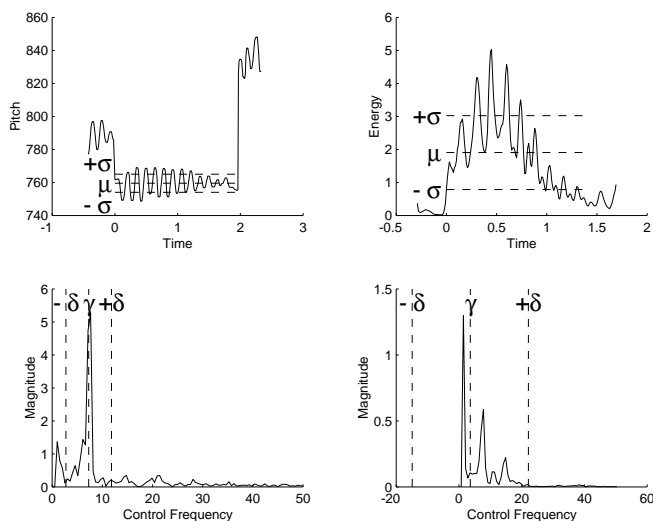 860
840
820
800
780
760
740
Pitch
+σ
μ
- σ
-1
0
1
2
3
Time
6
5
4
3
2
1
0
Energy
+σ
μ
- σ
-0.5
0
0.5
1
1.5
2
Time
6
5
4
3
2
1
0
Magnitude
- δ γ +δ
0
10
20
30
40
50
Control Frequency
1.5
1
0.5
0
Magnitude
- δ γ +δ
-20
0
20
40
60
Control Frequency